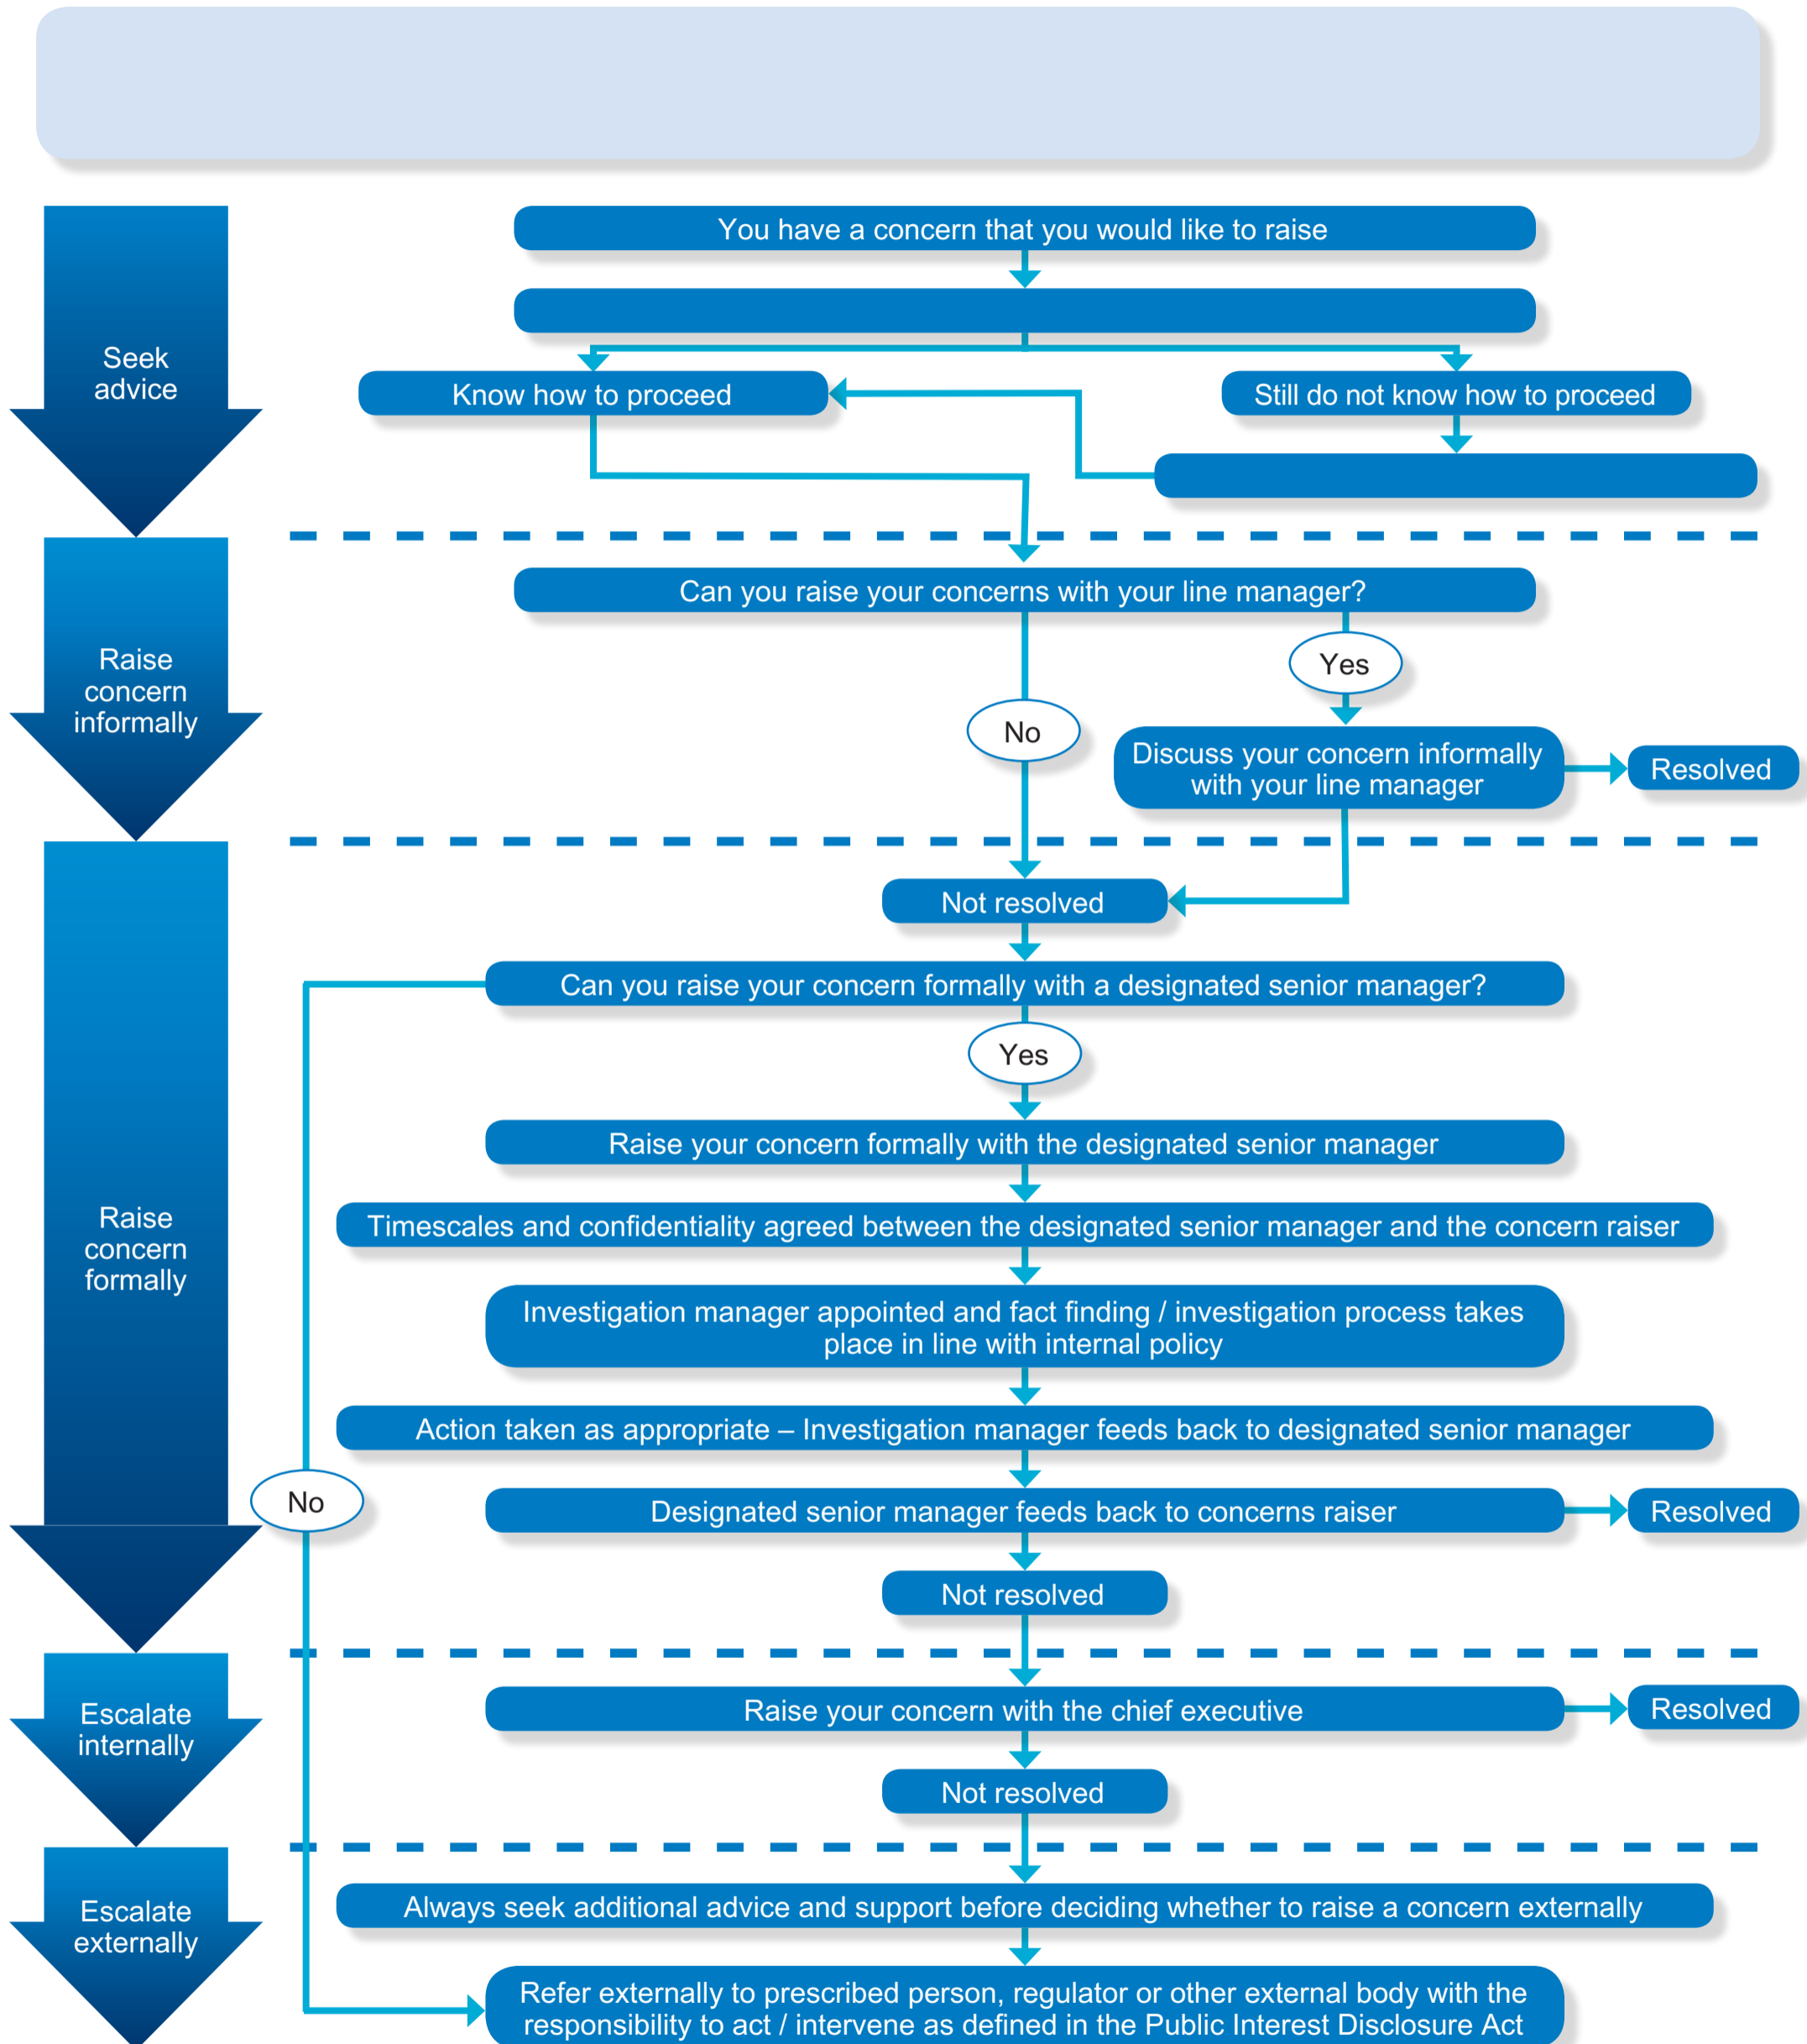 You have a concern that you would like to raise
Seek
advice
Know how to proceed
Still do not know how to proceed
Can you raise your concerns with your line manager?
Raise
concern
informally
Yes
No
Discuss your concern informally
with your line manager
Resolved
Not resolved
Can you raise your concern formally with a designated senior manager?
Yes
Raise your concern formally with the designated senior manager
Raise
concern
formally
Timescales and confidentiality agreed between the designated senior manager and the concern raiser
Investigation manager appointed and fact finding / investigation process takes
place in line with internal policy
Action taken as appropriate – Investigation manager feeds back to designated senior manager
No
Designated senior manager feeds back to concerns raiser
Resolved
Not resolved
Escalate
internally
Raise your concern with the chief executive
Resolved
Not resolved
Escalate
externally
Always seek additional advice and support before deciding whether to raise a concern externally
Refer externally to prescribed person, regulator or other external body with the
responsibility to act / intervene as defined in the Public Interest Disclosure Act